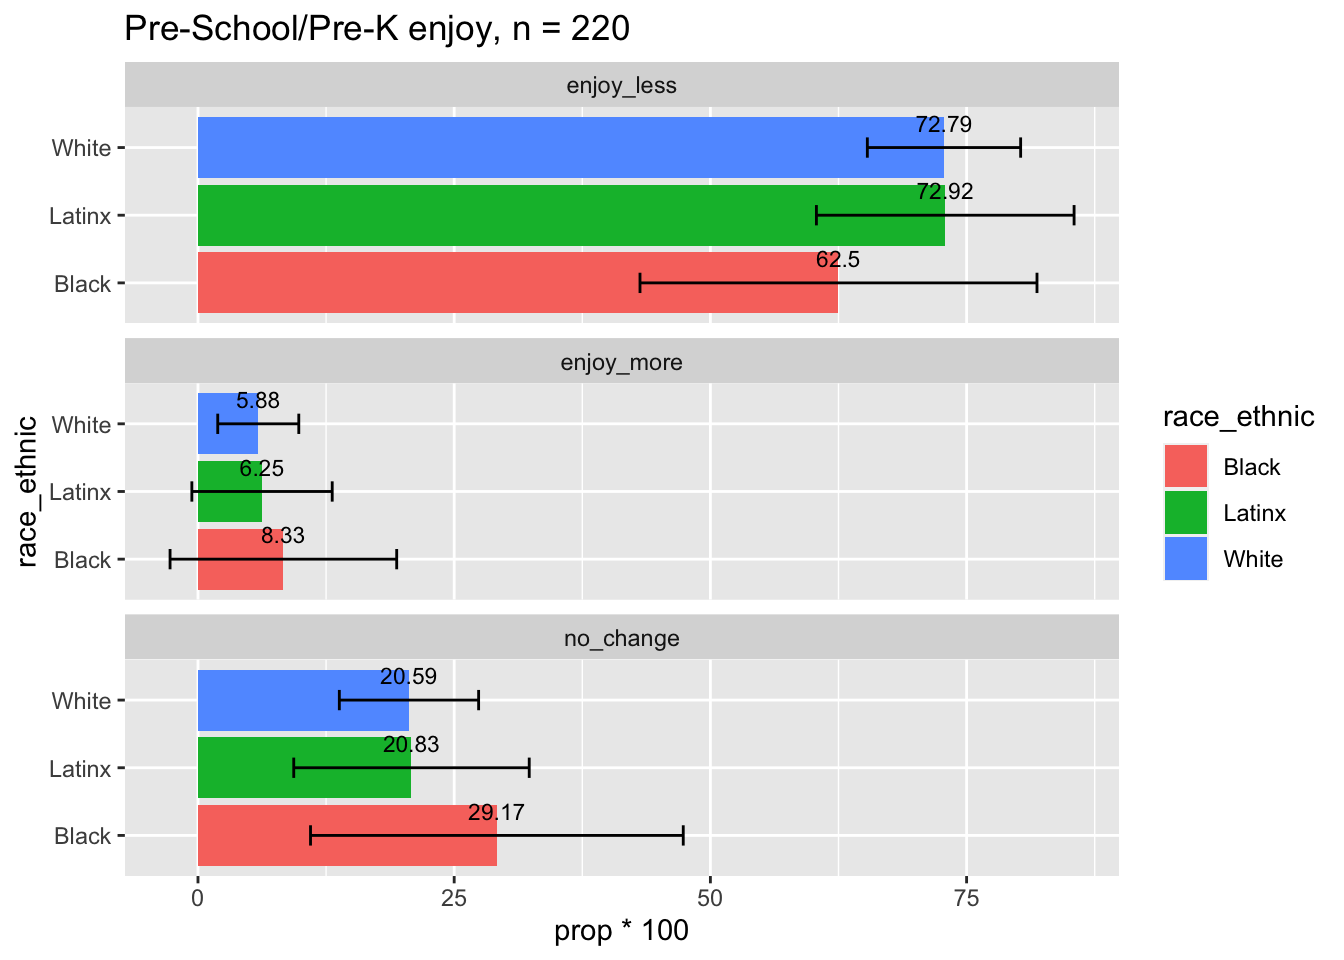 Pre-School/Pre-K enjoy, n = 220
enjoy_less
White
72.79
Latinx
72.92
Black
62.5
enjoy_more
White
5.88
Latinx
6.25
Black
8.33
no_change
White
20.59
Latinx
20.83
Black
29.17
0 25 50 75
prop * 100
race_ethnic
race_ethnic
Black
Latinx
White